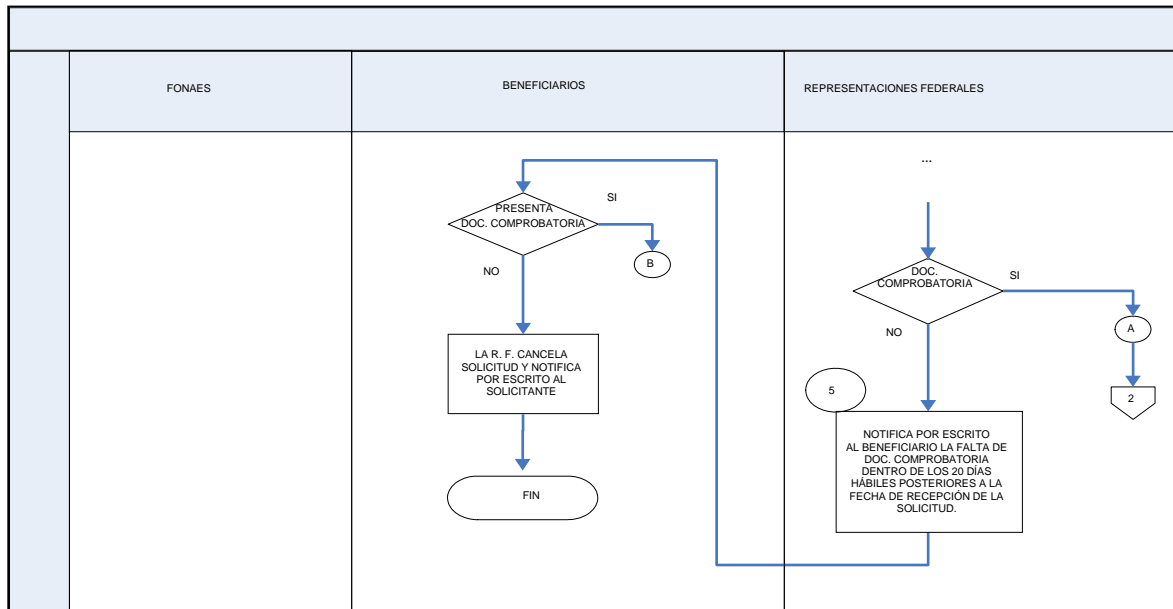 FONAES
BENEFICIARIOS
REPRESENTACIONES FEDERALES
...
PRESENTA
DOC. COMPROBATORIA
SI
B
NO
LA R. F. CANCELA
SOLICITUD Y NOTIFICA
POR ESCRITO AL
SOLICITANTE
FIN
DOC.
COMPROBATORIA
SI
A
2
NO
5
NOTIFICA POR ESCRITO
AL BENEFICIARIO LA FALTA DE
DOC. COMPROBATORIA
DENTRO DE LOS 20 DÍAS
HÁBILES POSTERIORES A LA
FECHA DE RECEPCIÓN DE LA
SOLICITUD.